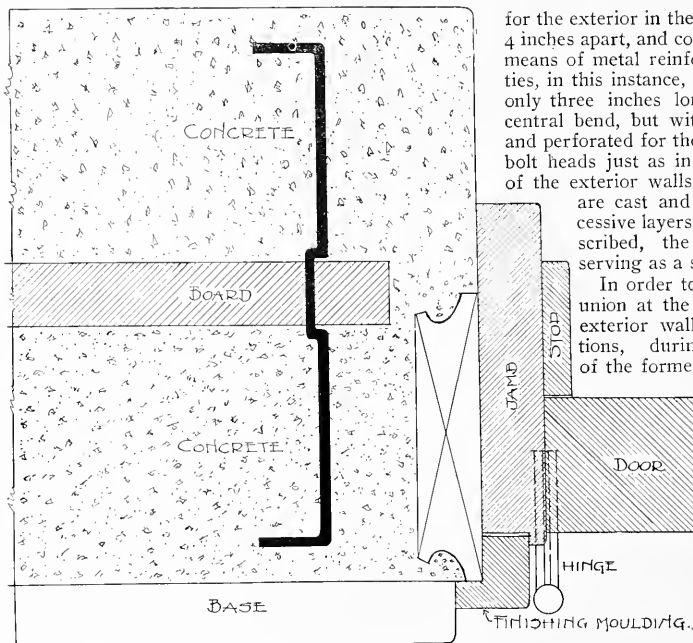 for the exterior in the
4 inches apart, and co
means of metal reinfo
ties, in this instance,
only three inches lon
central bend, but wit
and perforated for the
bolt heads just as in
of the exterior walls
are cast and
cessive layers
scribed, the
serving as a s
In order to
union at the
exterior wall
tions, durin
of the forme
CONCRETE
BOARD
CONCRETE
BASE
JAMB
STOP
DOOR
HINGE
FINISHING MOULDING.